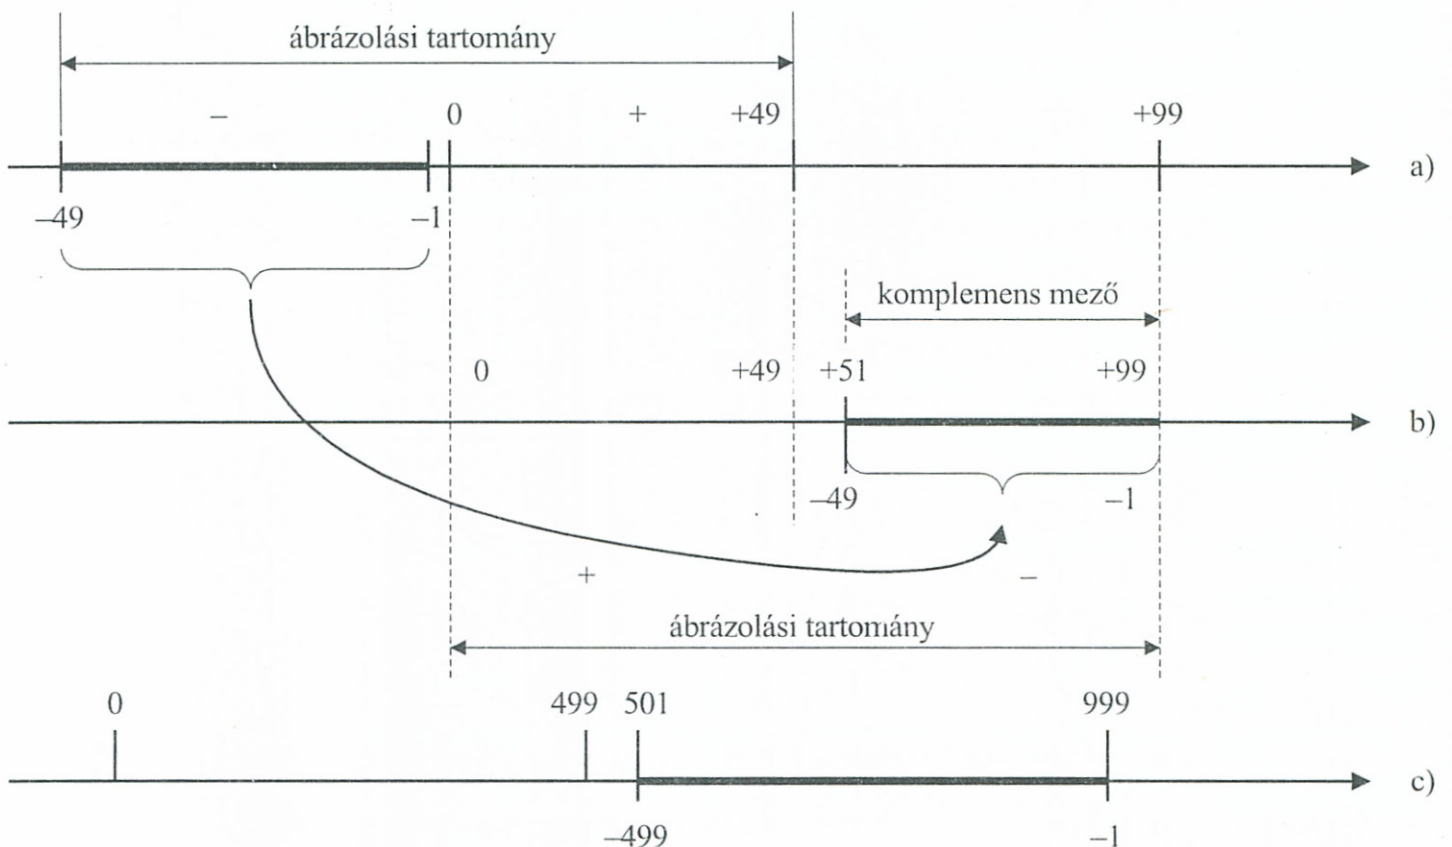 ábrázolási tartomány
– 0 + +49 +99
a)
–49 –1
komplemens mező
0 +49 +51 +99
b)
–49 –1
+ –
ábrázolási tartomány
0 499 501 999
c)
–499 –1